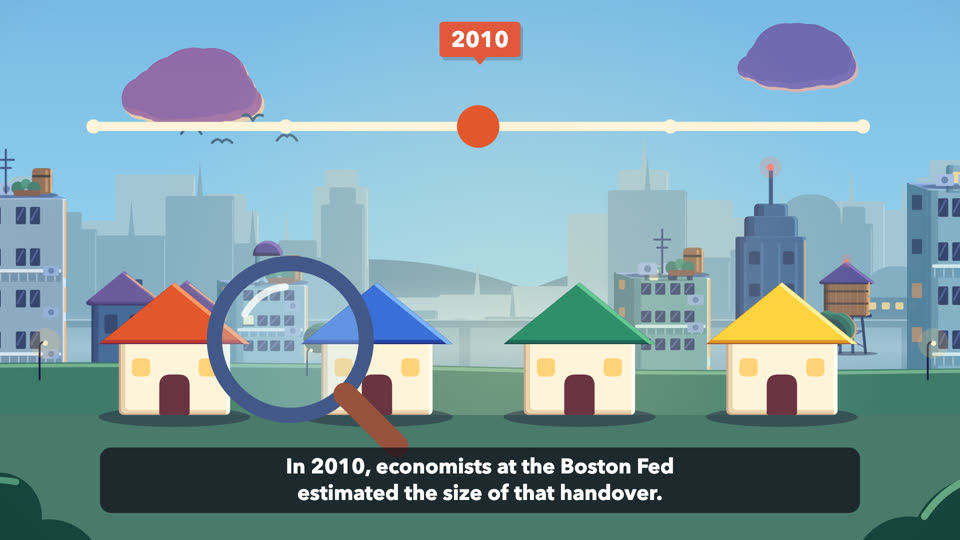 2010
In 2010, economists at the Boston Fed
estimated the size of that handover.